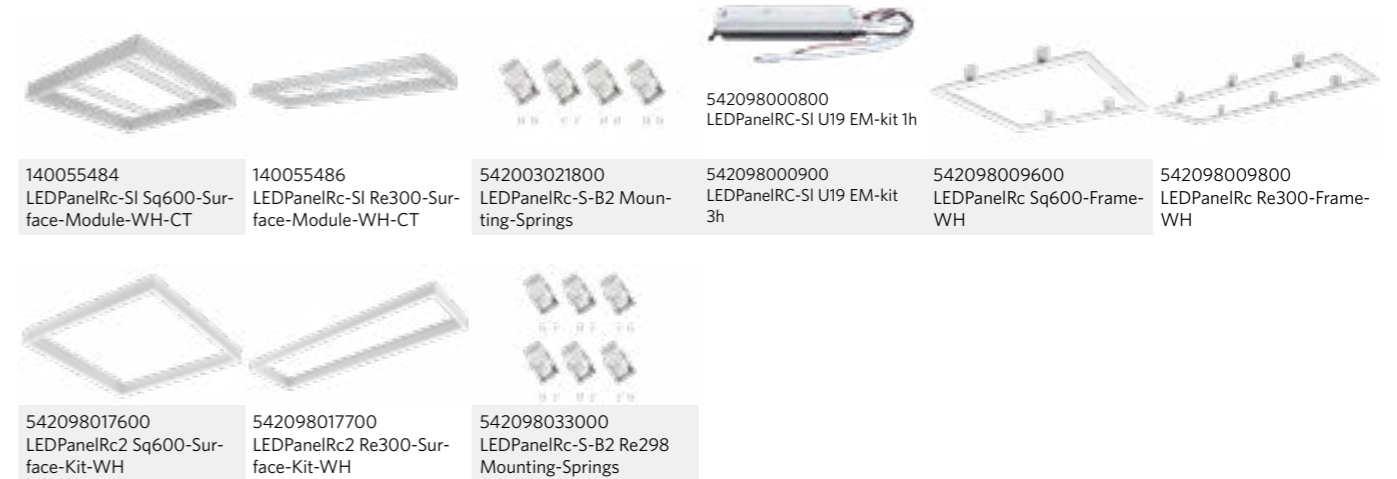 542098000800
LEDPanelRC-SI U19 EM-kit 1h
140055484
LEDPanelRc-SI Sq600-Sur-
face-Module-WH-CT
140055486
LEDPanelRc-SI Re300-Sur-
face-Module-WH-CT
542003021800
LEDPanelRc-S-B2 Moun-
ting-Springs
542098000900
LEDPanelRC-SI U19 EM-kit
3h
542098009600
LEDPanelRc Sq600-Frame-
WH
542098009800
LEDPanelRc Re300-Frame-
WH
542098017600
LEDPanelRc2 Sq600-Sur-
face-Kit-WH
542098017700
LEDPanelRc2 Re300-Sur-
face-Kit-WH
542098033000
LEDPanelRc-S-B2 Re298
Mounting-Springs